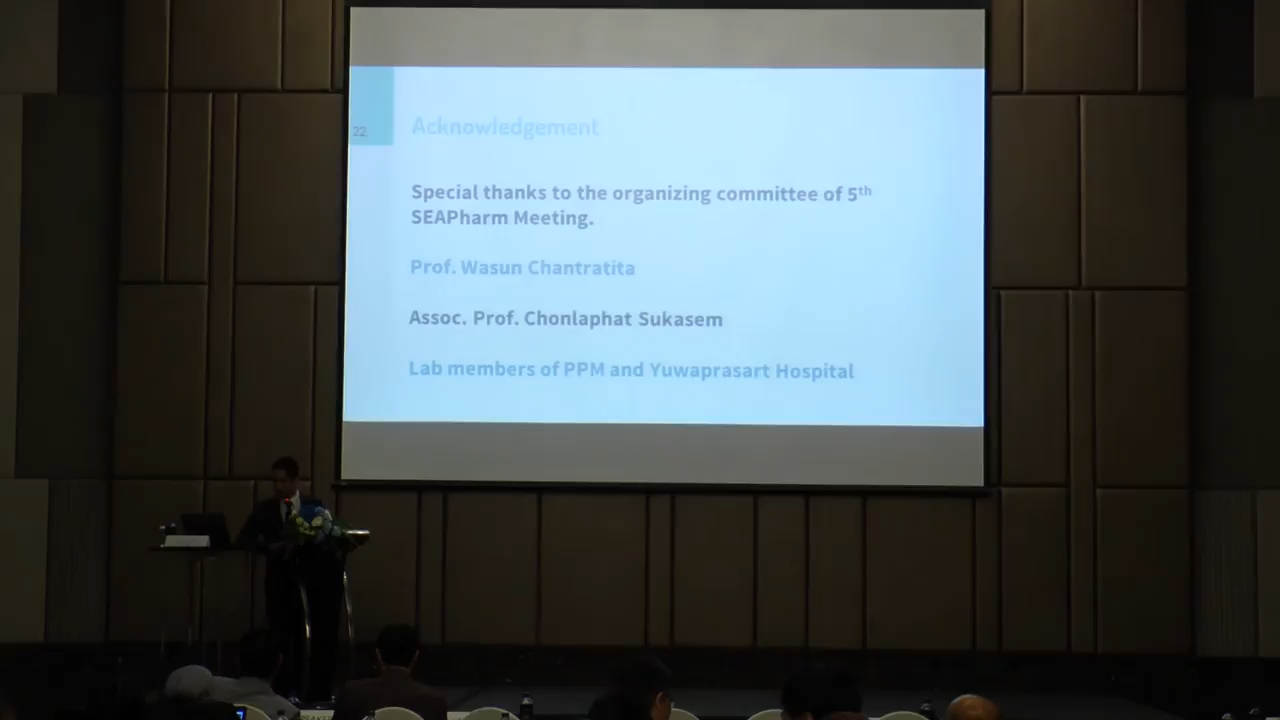 22
Acknowledgement
Special thanks to the organizing committee of 5th
SEAPharm Meeting.
Prof. Wasun Chantratita
Assoc. Prof. Chonlaphat Sukasem
Lab members of PPM and Yuwaprasart Hospital